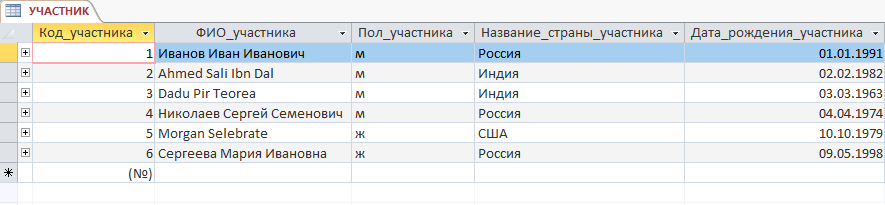 УЧАСТНИК
Код_участника ФИО_участника Пол_участника Название_страны_участника Дата_рождения_участника
1 Иванов Иван Иванович м Россия 01.01.1991
2 Ahmed Sali Ibn Dal м Индия 02.02.1982
3 Dadu Pir Teorea м Индия 03.03.1963
4 Николаев Сергей Семенович м Россия 04.04.1974
5 Morgan Selebrate ж США 10.10.1979
6 Сергеева Мария Ивановна ж Россия 09.05.1998
(№)